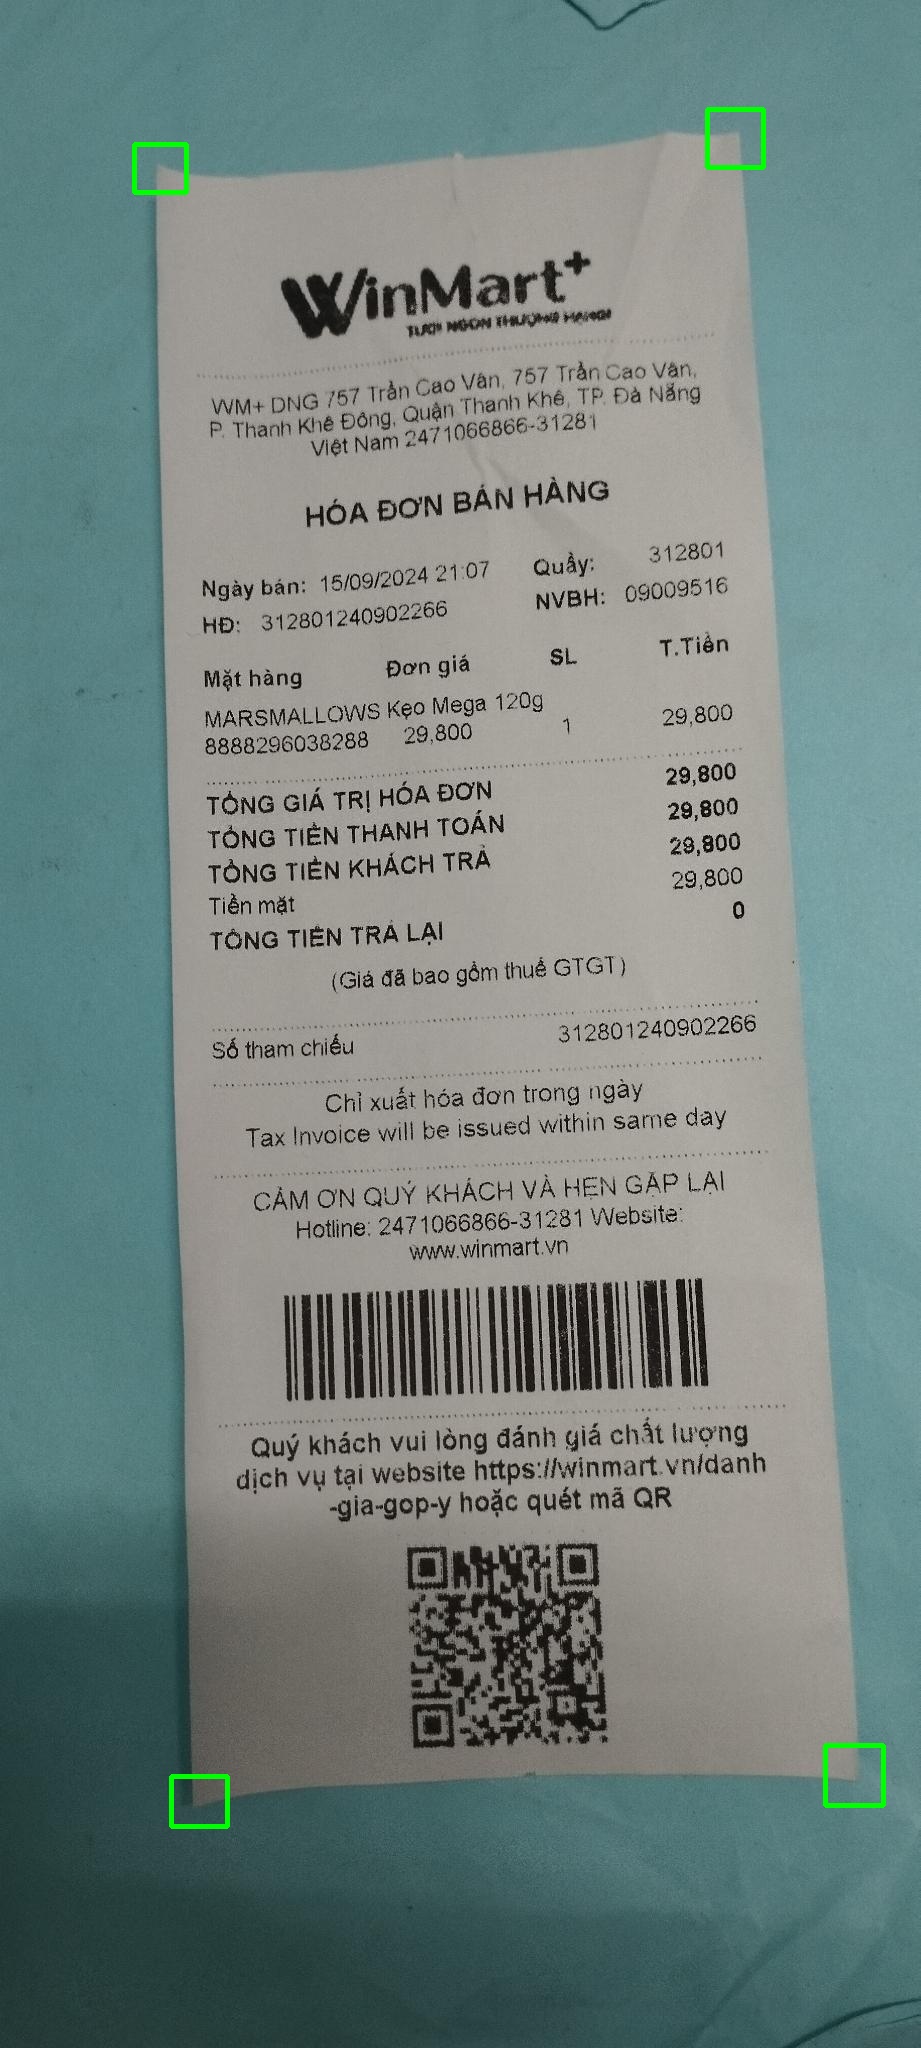 WinMart+
TƯƠI NGON THƯỢNG HẠNG
WM+ DNG 757 Trần Cao Vân, 757 Trần Cao Vân,
P. Thanh Khê Đông, Quận Thanh Khê, TP. Đà Nẵng
Việt Nam 2471066866-31281
HÓA ĐƠN BÁN HÀNG
Ngày bán: 15/09/2024 21:07 Quầy: 312801
HĐ: 312801240902266 NVBH: 09009516
Mặt hàng Đơn giá SL T.Tiền
MARSMALLOWS Kẹo Mega 120g
8888296038288 29,800 1 29,800
TỔNG GIÁ TRỊ HÓA ĐƠN 29,800
TỔNG TIỀN THANH TOÁN 29,800
TỔNG TIỀN KHÁCH TRẢ 29,800
Tiền mặt 29,800
TỔNG TIỀN TRẢ LẠI 0
(Giá đã bao gồm thuế GTGT)
Số tham chiếu 312801240902266
Chỉ xuất hóa đơn trong ngày
Tax Invoice will be issued within same day
CẢM ƠN QUÝ KHÁCH VÀ HẸN GẶP LẠI
Hotline: 2471066866-31281 Website:
www.winmart.vn
Quý khách vui lòng đánh giá chất lượng
dịch vụ tại website https://winmart.vn/danh
-gia-gop-y hoặc quét mã QR